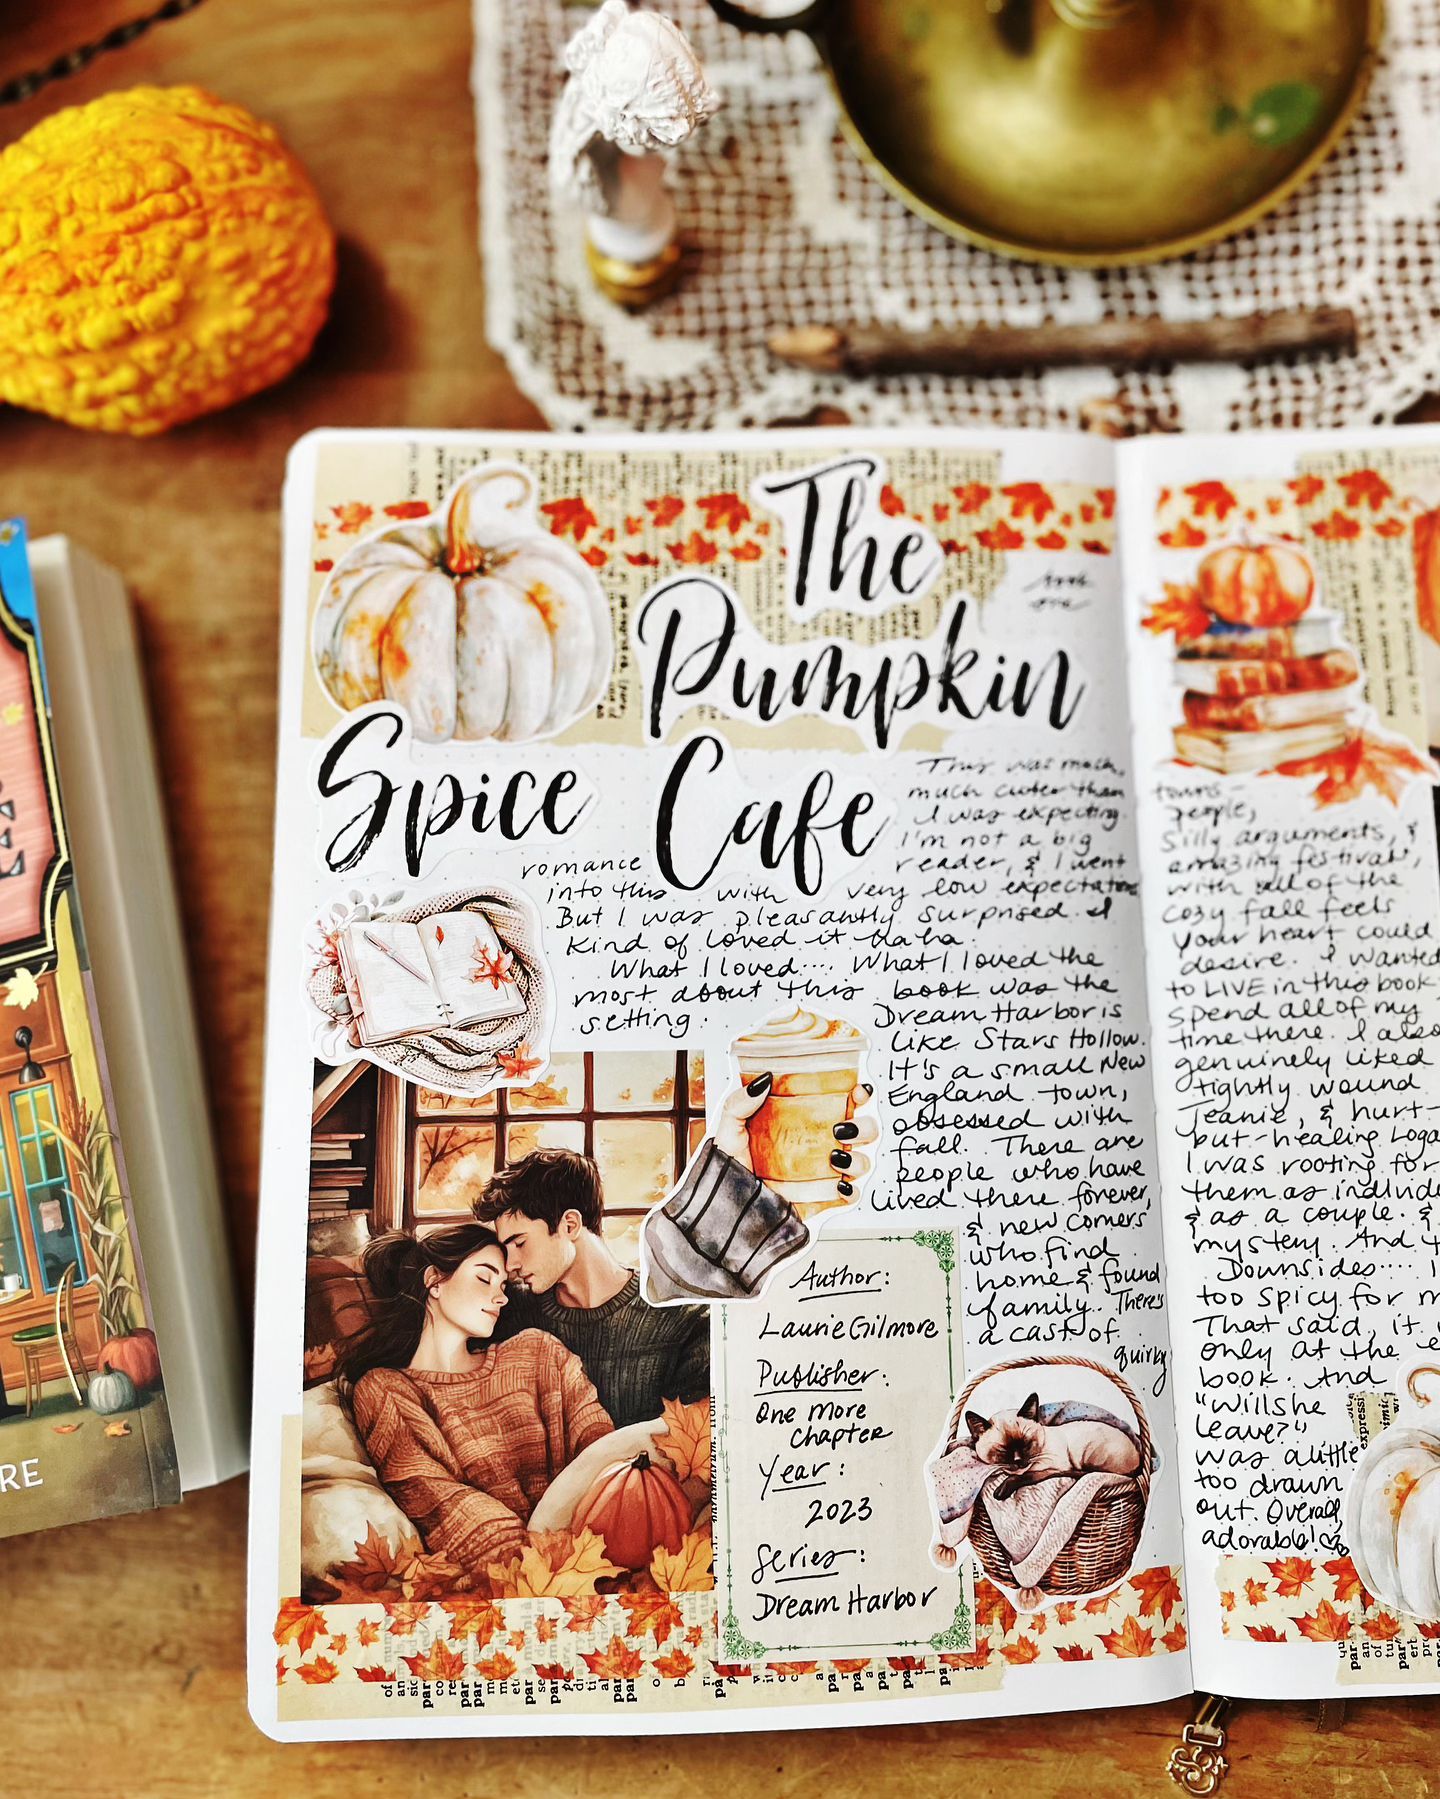 The
Pumpkin
Spice Cafe
book
one
This was much,
much cuter than
I was expecting.
I'm not a big
romance reader, & I went
into this with very low expectations
But I was pleasantly surprised. I
kind of loved it haha.
What I loved.... What I loved the
most about this book was the
setting.
Dream Harbor is
like Stars Hollow.
It's a small New
England town,
obsessed with
fall. There are
people who have
lived there forever,
& new comers
who find
home & found
family. There's
a cast of
quirky
Author:
Laurie Gilmore
Publisher:
One More
Chapter
Year:
2023
Series:
Dream Harbor
towns-
people,
Silly arguments, &
amazing festivals,
with all of the
cozy fall feels
your heart could
desire. I wanted
to LIVE in this book
spend all of my
time there. I also
genuinely liked
tightly wound
Jeanie, & hurt-
but-healing Loga
I was rooting for
them as individ
& as a couple. &
mystery. And t
Downsides....
too spicy for m
That said, it
only at the e
book. And
"Will she
leave?"
was a little
too drawn
out. Overall,
adorable!
RE